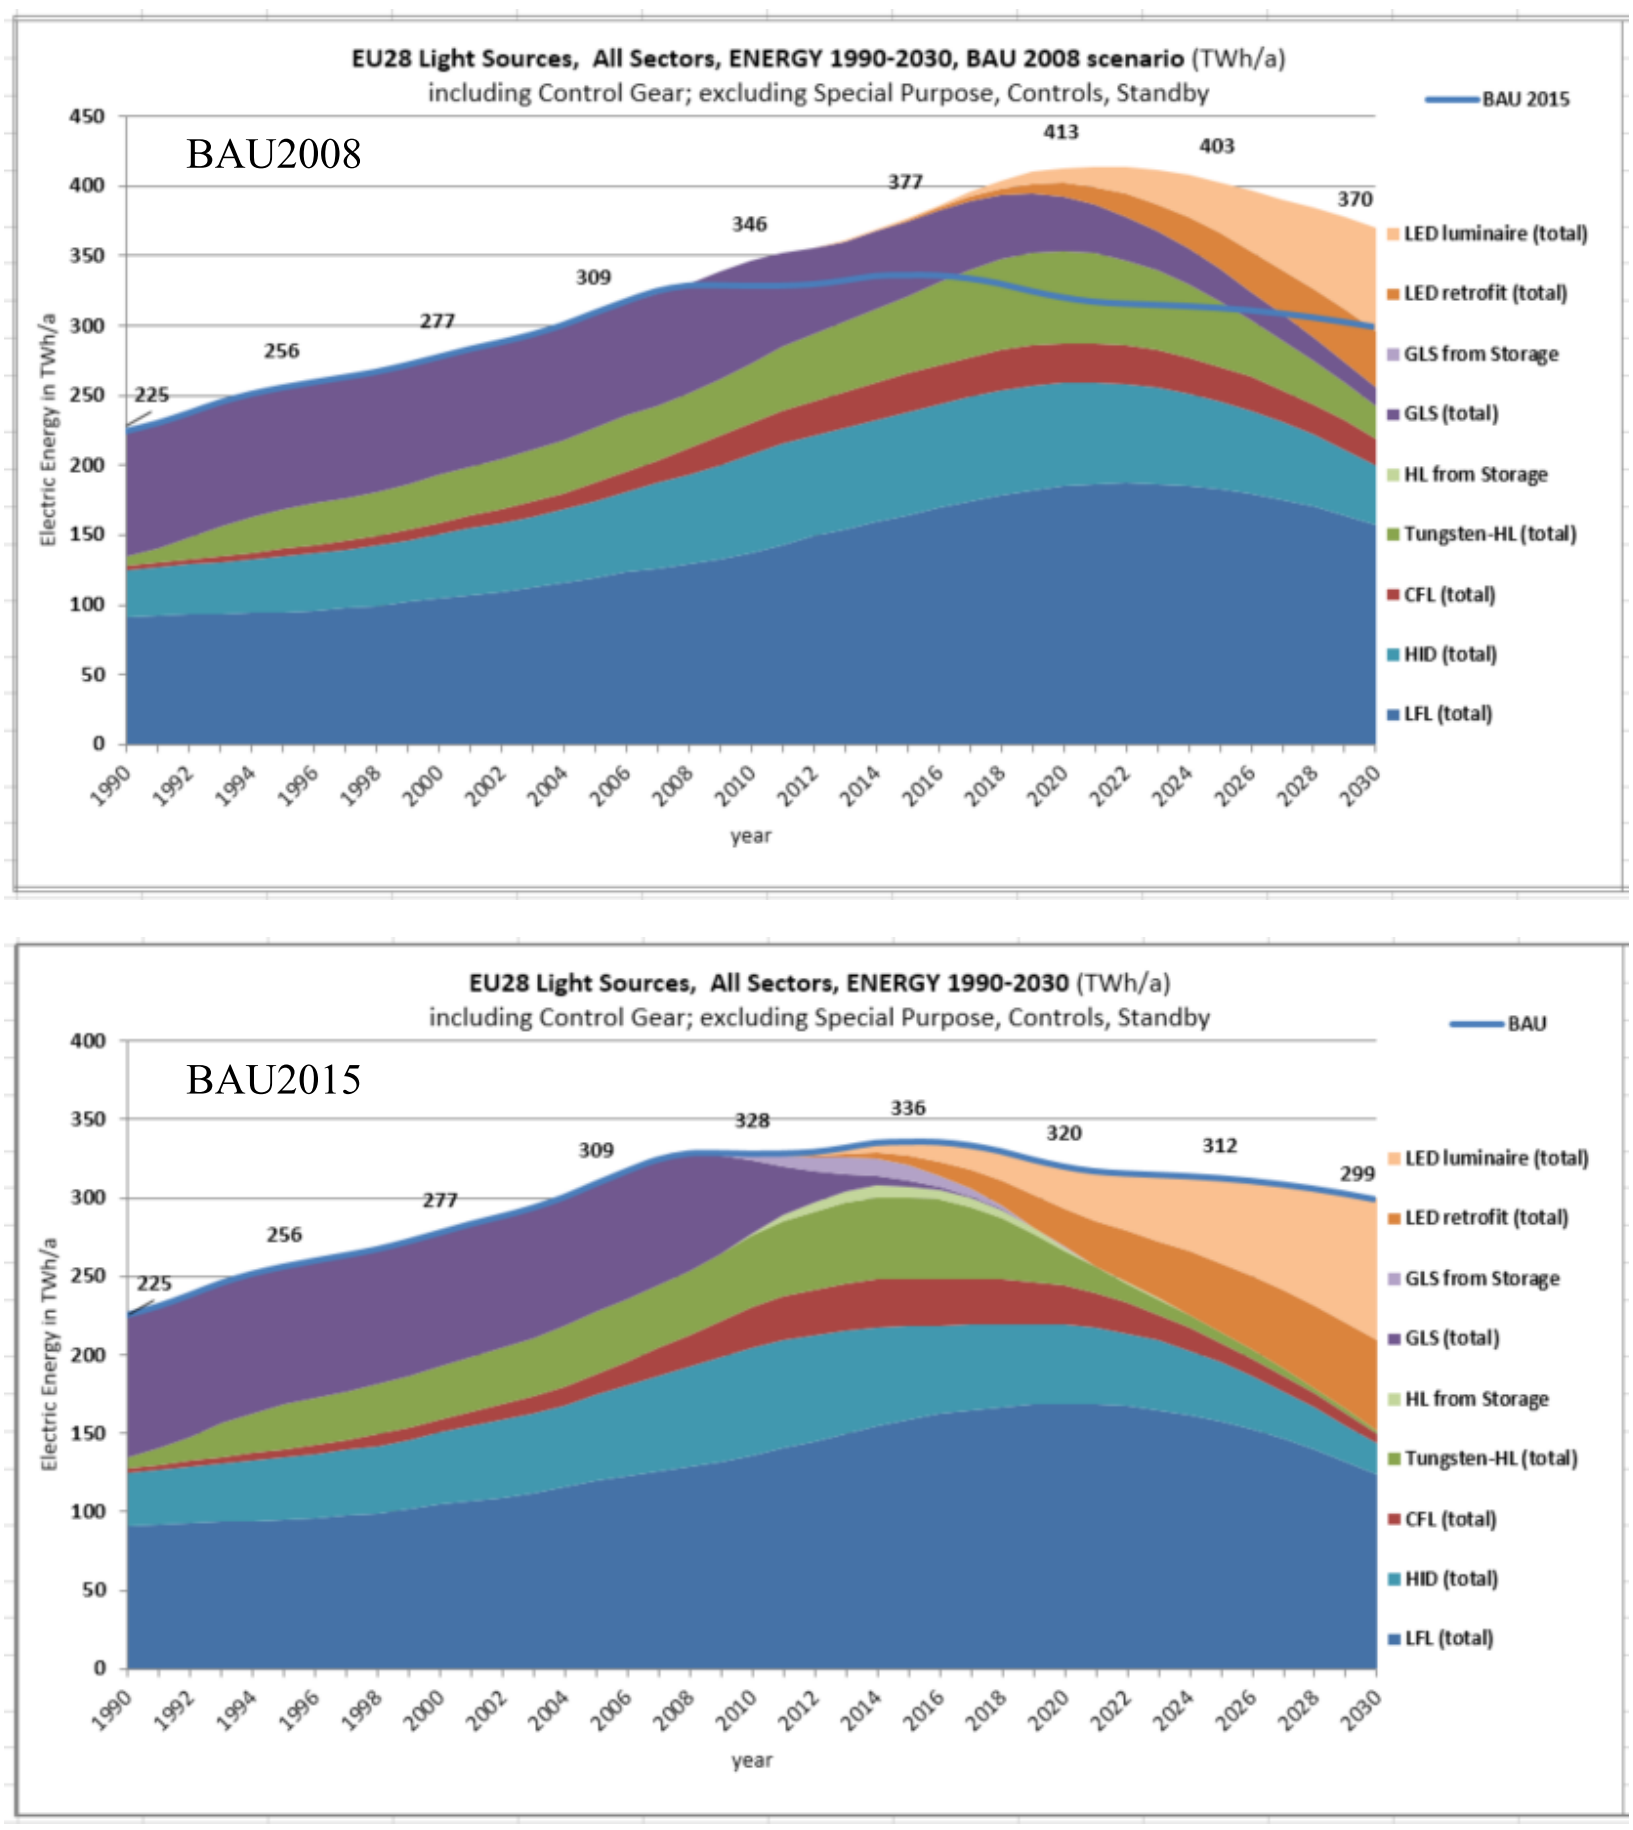 EU28 Light Sources, All Sectors, ENERGY 1990-2030, BAU 2008 scenario (TWh/a)
including Control Gear; excluding Special Purpose, Controls, Standby
BAU2008
BAU 2015
450
400
350
300
250
200
150
100
50
0
Electric Energy in TWh/a
225
256
277
309
346
377
413
403
370
LED luminaire (total)
LED retrofit (total)
GLS from Storage
GLS (total)
HL from Storage
Tungsten-HL (total)
CFL (total)
HID (total)
LFL (total)
1990
1992
1994
1996
1998
2000
2002
2004
2006
2008
2010
2012
2014
2016
2018
2020
2022
2024
2026
2028
2030
year
EU28 Light Sources, All Sectors, ENERGY 1990-2030 (TWh/a)
including Control Gear; excluding Special Purpose, Controls, Standby
BAU2015
BAU
400
350
300
250
200
150
100
50
0
Electric Energy in TWh/a
225
256
277
309
328
336
320
312
299
LED luminaire (total)
LED retrofit (total)
GLS from Storage
GLS (total)
HL from Storage
Tungsten-HL (total)
CFL (total)
HID (total)
LFL (total)
1990
1992
1994
1996
1998
2000
2002
2004
2006
2008
2010
2012
2014
2016
2018
2020
2022
2024
2026
2028
2030
year